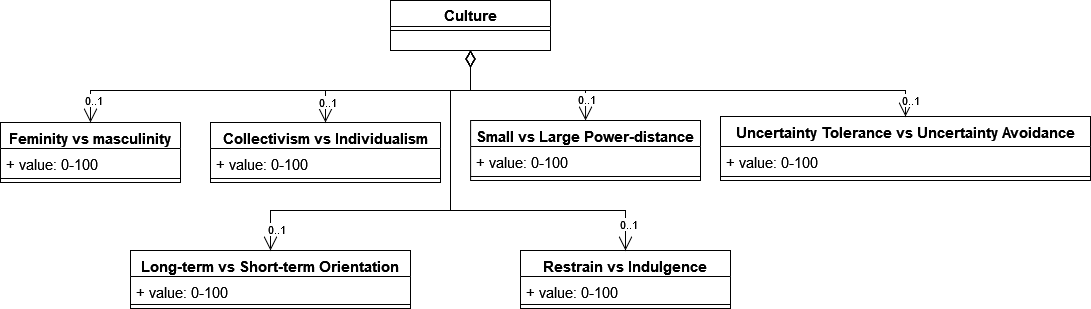 Culture
0..1
0..1
0..1
0..1
Feminity vs masculinity
+ value: 0-100
Collectivism vs Individualism
+ value: 0-100
Small vs Large Power-distance
+ value: 0-100
Uncertainty Tolerance vs Uncertainty Avoidance
+ value: 0-100
0..1
0..1
Long-term vs Short-term Orientation
+ value: 0-100
Restrain vs Indulgence
+ value: 0-100